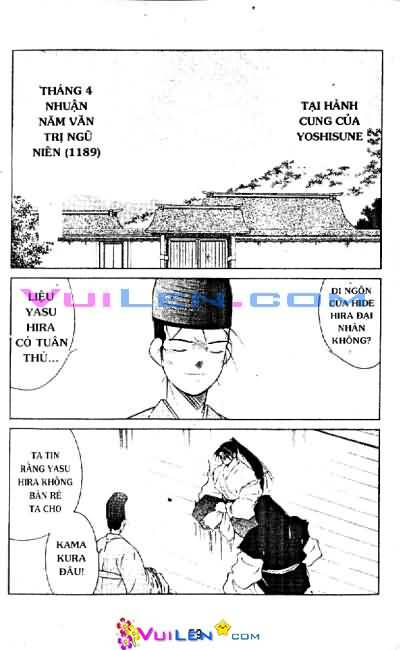 THÁNG 4
NHUẬN
NĂM VĂN
TRỊ NGŨ
NIÊN (1189)
TẠI HÀNH
CUNG CỦA
YOSHISUNE
LIỆU
YASU
HIRA
CÓ TUÂN
THỦ...
DI NGÔN
CỦA HIDE
HIRA ĐẠI
NHÂN
KHÔNG?
VUILEN.COM
TA TIN
RẰNG YASU
HIRA KHÔNG
BÁN RẺ
TA CHO
KAMA
KURA
ĐÂU!
VUILEN.COM